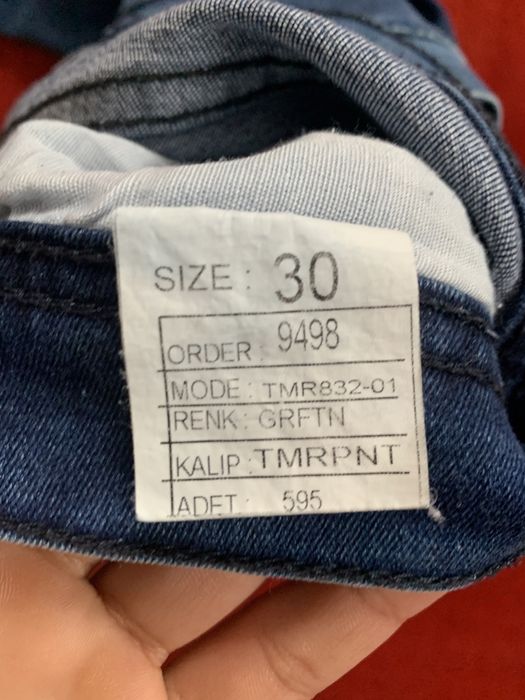 SIZE : 30
ORDER : 9498
MODE : TMR832-01
RENK : GRFTN
KALIP : TMRPNT
ADET : 595